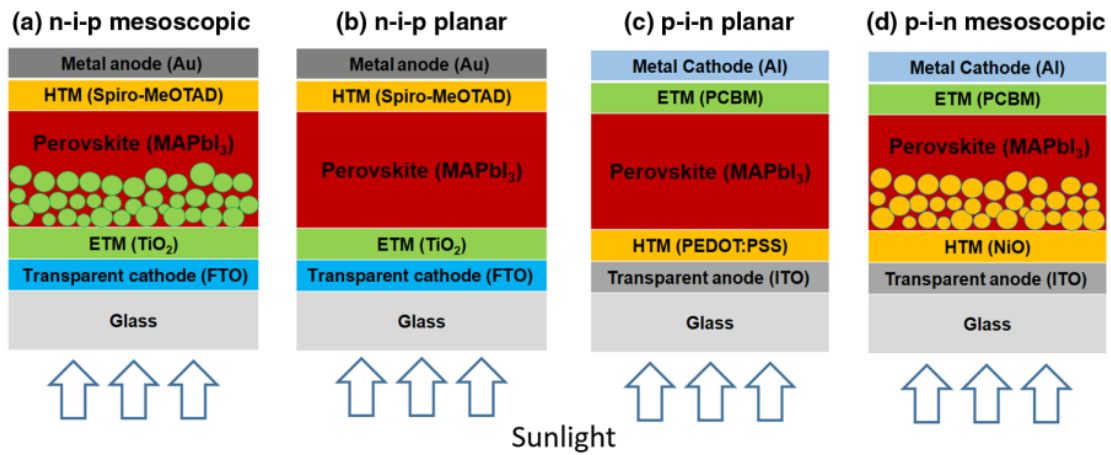 (a) n-i-p mesoscopic
Metal anode (Au)
HTM (Spiro-MeOTAD)
Perovskite (MAPbI₃)
ETM (TiO₂)
Transparent cathode (FTO)
Glass
(b) n-i-p planar
Metal anode (Au)
HTM (Spiro-MeOTAD)
Perovskite (MAPbI₃)
ETM (TiO₂)
Transparent cathode (FTO)
Glass
(c) p-i-n planar
Metal Cathode (Al)
ETM (PCBM)
Perovskite (MAPbI₃)
HTM (PEDOT:PSS)
Transparent anode (ITO)
Glass
(d) p-i-n mesoscopic
Metal Cathode (Al)
ETM (PCBM)
Perovskite (MAPbI₃)
HTM (NiO)
Transparent anode (ITO)
Glass
Sunlight